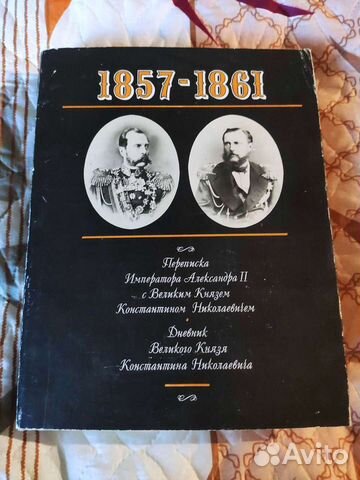 1857-1861
Переписка
Императора Александра II
с Великим Князем
Константином Николаевичем
Дневник
Великого Князя
Константина Николаевича
Avito